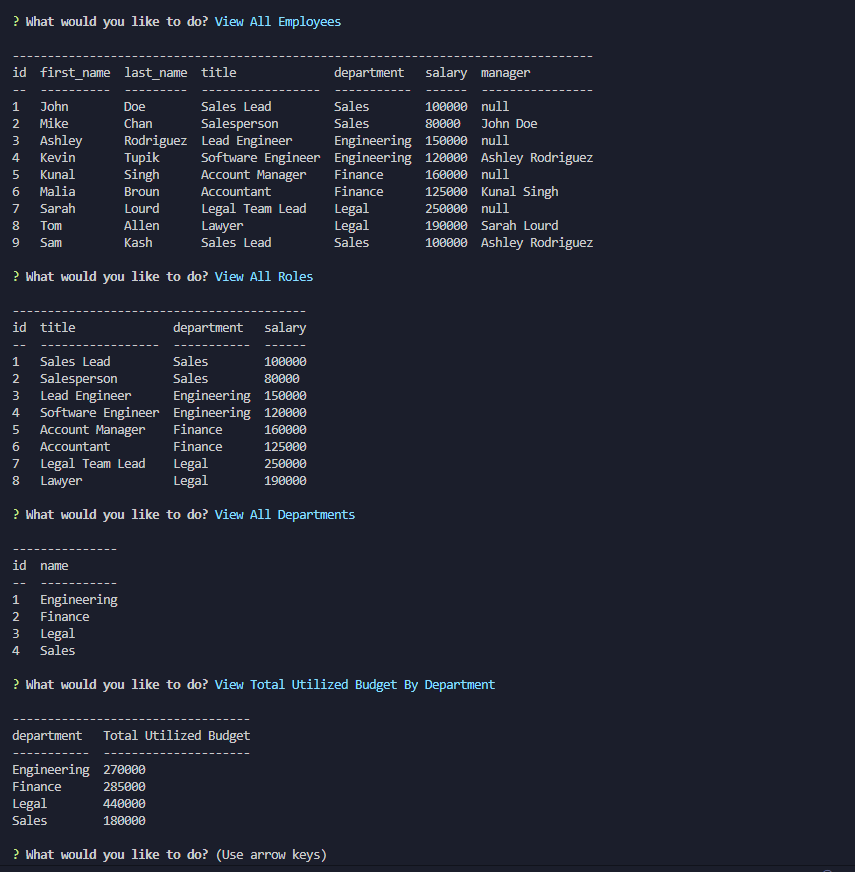 ? What would you like to do? View All Employees
-----------------------------------------------------------------------------------
id  first_name  last_name  title              department   salary  manager
--  ----------  ---------  -----------------  -----------  ------  ----------------
1   John        Doe        Sales Lead         Sales        100000  null
2   Mike        Chan       Salesperson        Sales        80000   John Doe
3   Ashley      Rodriguez  Lead Engineer      Engineering  150000  null
4   Kevin       Tupik      Software Engineer  Engineering  120000  Ashley Rodriguez
5   Kunal       Singh      Account Manager    Finance      160000  null
6   Malia       Broun      Accountant         Finance      125000  Kunal Singh
7   Sarah       Lourd      Legal Team Lead    Legal        250000  null
8   Tom         Allen      Lawyer             Legal        190000  Sarah Lourd
9   Sam         Kash       Sales Lead         Sales        100000  Ashley Rodriguez
? What would you like to do? View All Roles
------------------------------------------
id  title              department   salary
--  -----------------  -----------  ------
1   Sales Lead         Sales        100000
2   Salesperson        Sales        80000
3   Lead Engineer      Engineering  150000
4   Software Engineer  Engineering  120000
5   Account Manager    Finance      160000
6   Accountant         Finance      125000
7   Legal Team Lead    Legal        250000
8   Lawyer             Legal        190000
? What would you like to do? View All Departments
---------------
id  name
--  -----------
1   Engineering
2   Finance
3   Legal
4   Sales
? What would you like to do? View Total Utilized Budget By Department
----------------------------------
department   Total Utilized Budget
-----------  ---------------------
Engineering  270000
Finance      285000
Legal        440000
Sales        180000
? What would you like to do? (Use arrow keys)